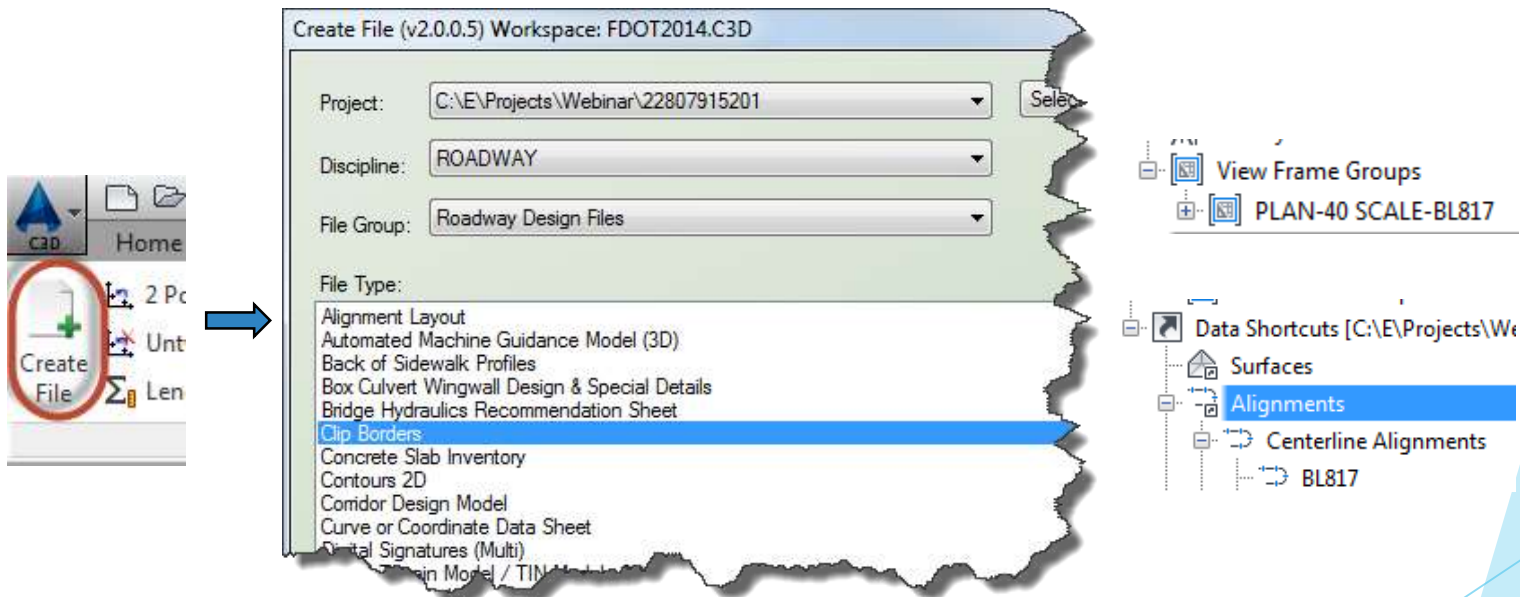 C3D
Home
Create
File
2 Po
Unt
Len
Create File (v2.0.0.5) Workspace: FDOT2014.C3D
Project: C:\E\Projects\Webinar\22807915201
Selec
Discipline: ROADWAY
File Group: Roadway Design Files
File Type:
Alignment Layout
Automated Machine Guidance Model (3D)
Back of Sidewalk Profiles
Box Culvert Wingwall Design & Special Details
Bridge Hydraulics Recommendation Sheet
Clip Borders
Concrete Slab Inventory
Contours 2D
Corridor Design Model
Curve or Coordinate Data Sheet
Digital Signatures (Multi)
Model / TIN
View Frame Groups
PLAN-40 SCALE-BL817
Data Shortcuts [C:\E\Projects\We
Surfaces
Alignments
Centerline Alignments
BL817